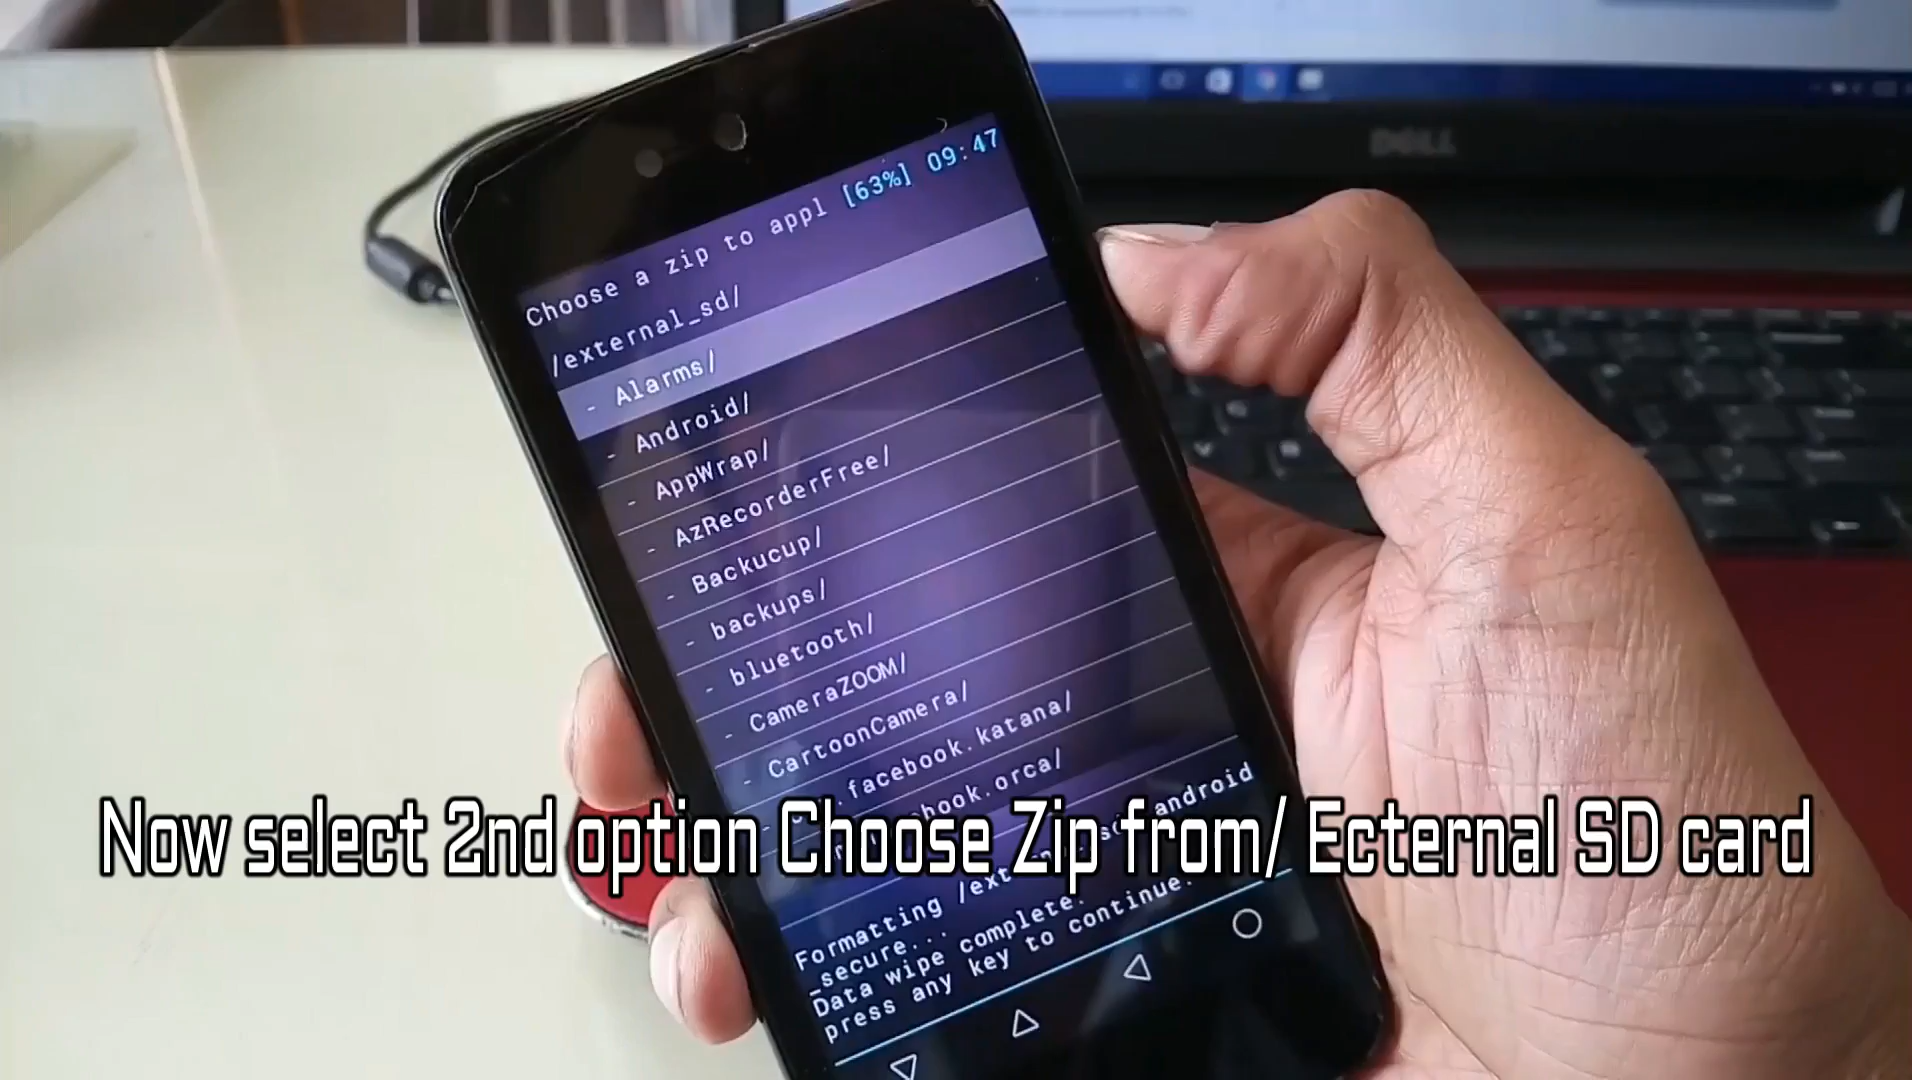 DELL
Choose a zip to appl [63%] 09:47
/external_sd/
- Alarms/
- Android/
- AppWrap/
- AzRecorderFree/
- Backucup/
- backups/
- bluetooth/
- CameraZOOM/
- CartoonCamera/
.facebook.katana/
book.orca/
Now select 2nd option Choose Zip from/ Ecternal SD card
Formatting /ext android
_secure...
Data wipe complete.
press any key to continue.